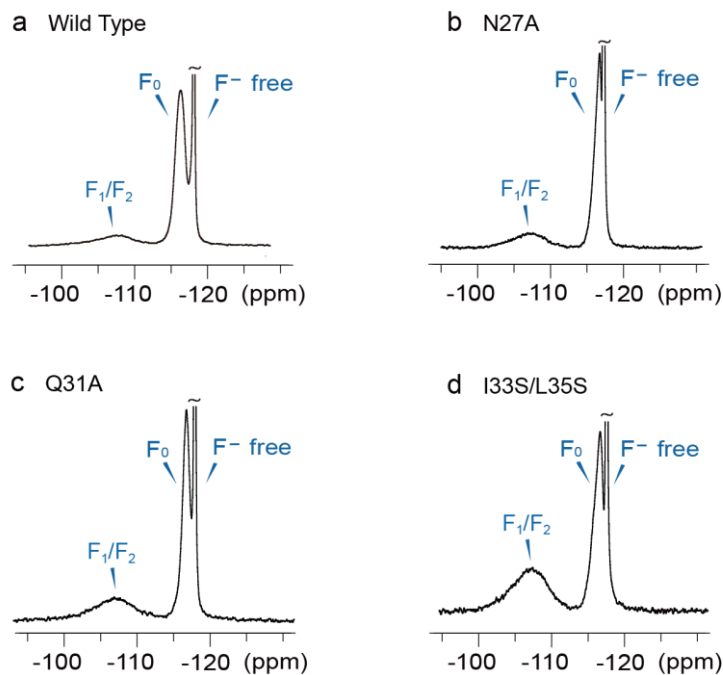 a Wild Type
F₀
F⁻ free
F₁/F₂
~
-100 -110 -120 (ppm)
b N27A
F₀
F⁻ free
F₁/F₂
~
-100 -110 -120 (ppm)
c Q31A
F₀
F⁻ free
F₁/F₂
~
-100 -110 -120 (ppm)
d I33S/L35S
F₀
F⁻ free
F₁/F₂
~
-100 -110 -120 (ppm)